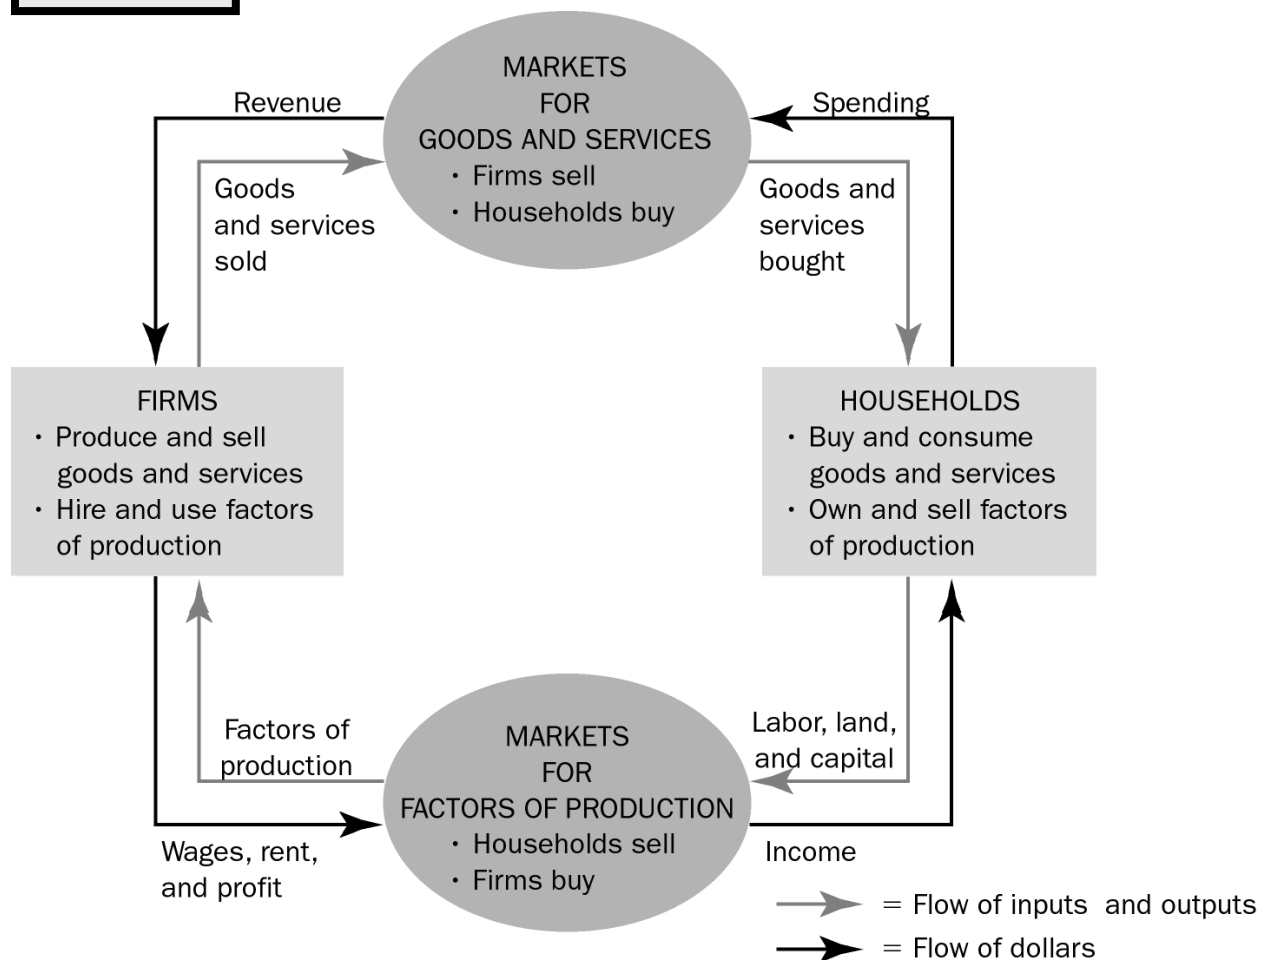 MARKETS
FOR
GOODS AND SERVICES
• Firms sell
• Households buy
Revenue
Spending
Goods
and services
sold
Goods and
services
bought
FIRMS
• Produce and sell
goods and services
• Hire and use factors
of production
HOUSEHOLDS
• Buy and consume
goods and services
• Own and sell factors
of production
Factors of
production
Labor, land,
and capital
MARKETS
FOR
FACTORS OF PRODUCTION
• Households sell
• Firms buy
Wages, rent,
and profit
Income
= Flow of inputs and outputs
= Flow of dollars